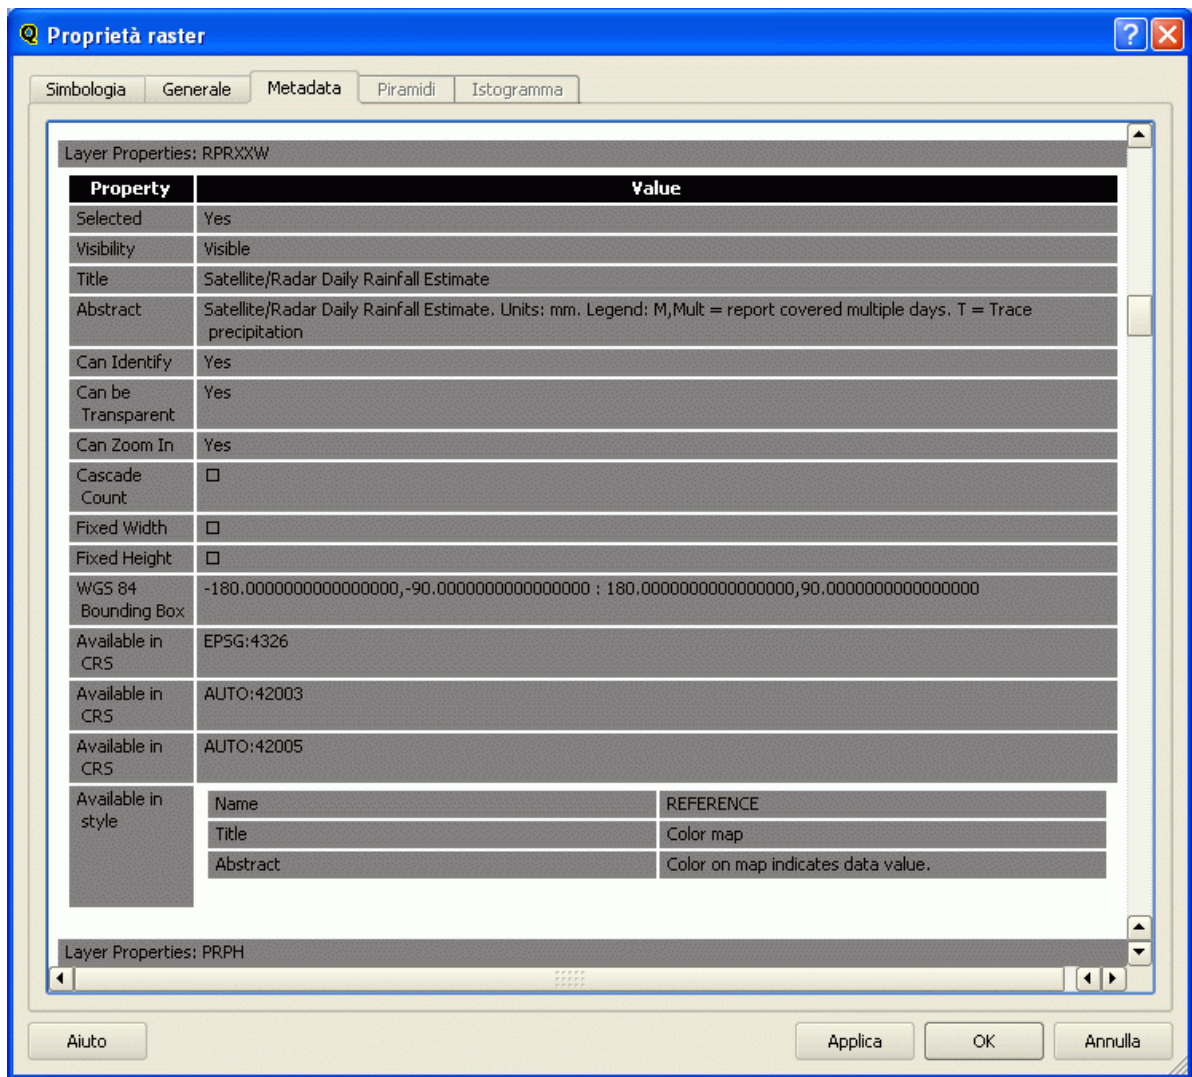 Proprietà raster
Simbologia Generale Metadata Piramidi Istogramma
Layer Properties: RPRXXW
Property Value
Selected Yes
Visibility Visible
Title Satellite/Radar Daily Rainfall Estimate
Abstract Satellite/Radar Daily Rainfall Estimate. Units: mm. Legend: M,Mult = report covered multiple days. T = Trace
precipitation
Can Identify Yes
Can be Yes
Transparent
Can Zoom In Yes
Cascade
Count
Fixed Width
Fixed Height
WGS 84 -180.0000000000000000,-90.0000000000000000 : 180.0000000000000000,90.0000000000000000
Bounding Box
Available in EPSG:4326
CRS
Available in AUTO:42003
CRS
Available in AUTO:42005
CRS
Available in Name REFERENCE
style
Title Color map
Abstract Color on map indicates data value.
Layer Properties: PRPH
Aiuto Applica OK Annulla